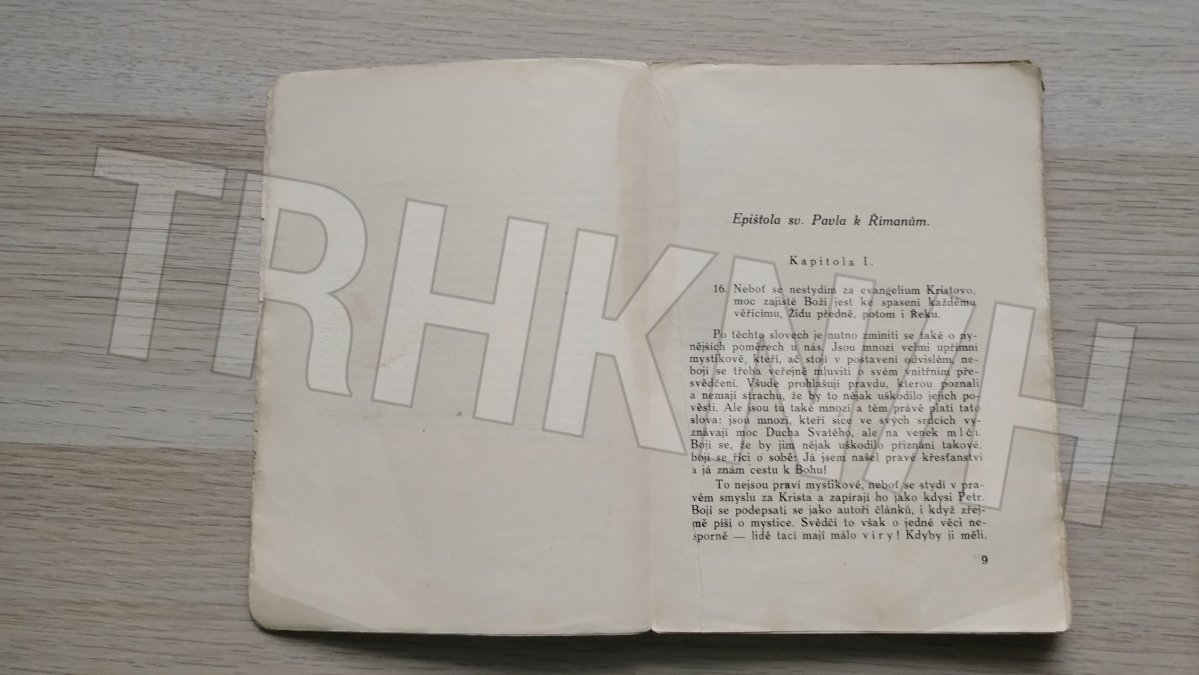 TRHKNIH
Epištola sv. Pavla k Římanům.
Kapitola I.
16. Neboť se nestydím za evangelium Kristovo,
moc zajisté Boží jest ke spasení každému
věřícímu, Židu předně, potom i Řeku.
Po těchto slovech je nutno zmíniti se také o ny-
nějších poměrech u nás. Jsou mnozí velmi upřímní
mystikové, kteří, ač stojí v postavení odvislém, ne-
bojí se třeba veřejně mluviti o svém vnitřním pře-
svědčení. Všude prohlašují pravdu, kterou poznali
a nemají strachu, že by to nějak uškodilo jejich po-
věsti. Ale jsou tu také mnozí a těm právě platí tato
slova: jsou mnozí, kteří sice ve svých srdcích vy-
znávají moc Ducha Svatého, ale na venek mlčí.
Bojí se, že by jim nějak uškodilo přiznání takové,
bojí se říci o sobě: Já jsem našel pravé křesťanství
a já znám cestu k Bohu!
To nejsou praví mystikové, neboť se stydí v pra-
vém smyslu za Krista a zapírají ho jako kdysi Petr.
Bojí se podepsati se jako autoři článků, i když zřej-
mě píší o mystice. Svědčí to však o jedné věci ne-
sporně — lidé tací mají málo víry! Kdyby ji měli,
9